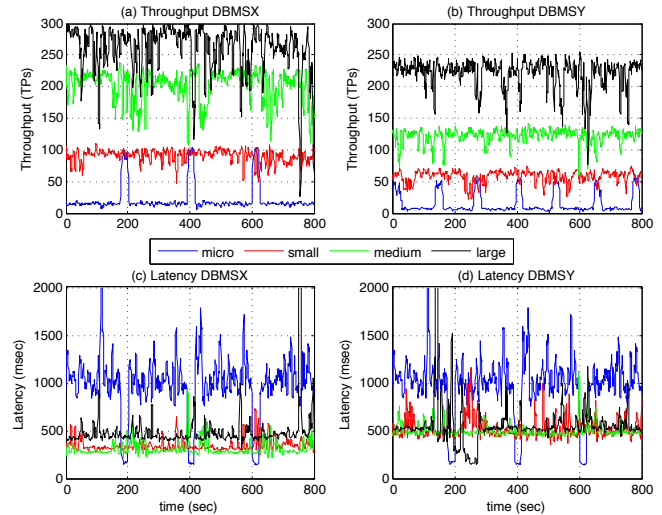 (a) Throughput DBMSX
(b) Throughput DBMSY
Throughput (TPs)
300
250
200
150
100
50
0
0 200 400 600 800
Throughput (TPs)
300
250
200
150
100
50
0
0 200 400 600 800
micro small medium large
(c) Latency DBMSX
(d) Latency DBMSY
Latency (msec)
2000
1500
1000
500
0
0 200 400 600 800
time (sec)
Latency (msec)
2000
1500
1000
500
0
0 200 400 600 800
time (sec)